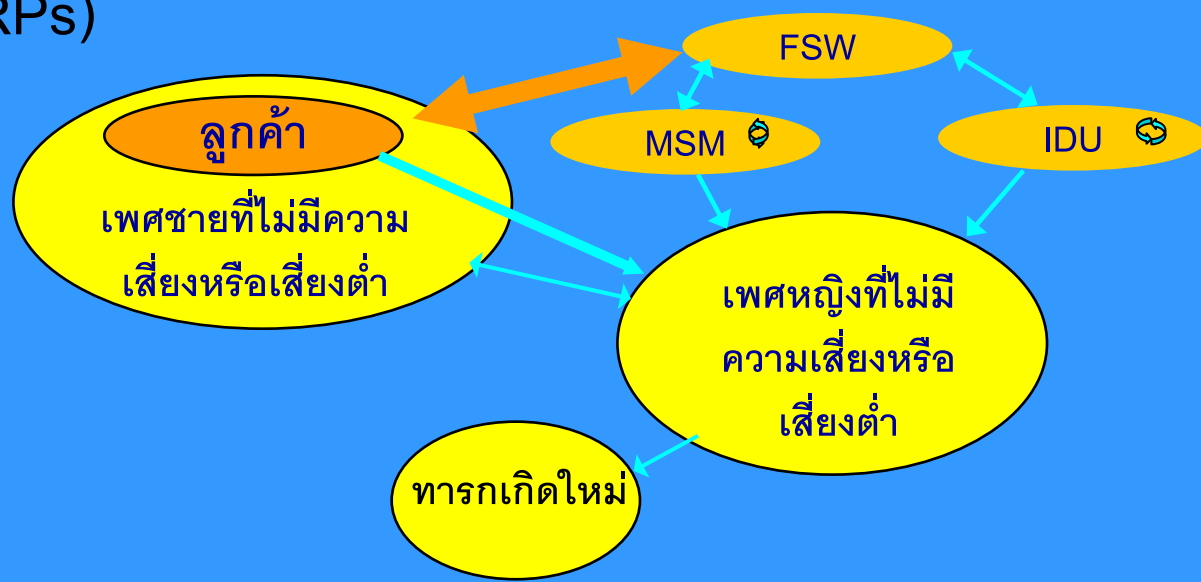 RPs)
FSW
ลูกค้า
MSM
IDU
เพศชายที่ไม่มีความ
เสี่ยงหรือเสี่ยงต่ำ
เพศหญิงที่ไม่มี
ความเสี่ยงหรือ
เสี่ยงต่ำ
ทารกเกิดใหม่